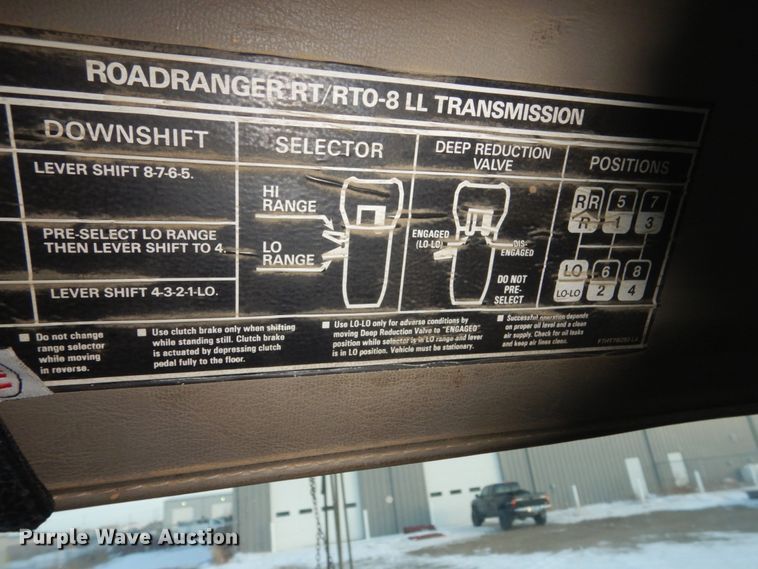 ROADRANGER RT/RTO-8 LL TRANSMISSION
DOWNSHIFT
LEVER SHIFT 8-7-6-5.
PRE-SELECT LO RANGE
THEN LEVER SHIFT TO 4.
LEVER SHIFT 4-3-2-1-LO.
SELECTOR
HI
RANGE
LO
RANGE
DEEP REDUCTION
VALVE
ENGAGED
(LO-LO)
DIS-
ENGAGED
DO NOT
PRE-
SELECT
POSITIONS
R R 5 7
R 1 3
LO 6 8
LO-LO 2 4
Do not change
range selector
while moving
in reverse.
Use clutch brake only when shifting
while standing still. Clutch brake
is actuated by depressing clutch
pedal fully to the floor.
Use LO-LO only for adverse conditions by
moving Deep Reduction Valve to "ENGAGED"
position while selector is in LO range and lever
is in LO position. Vehicle must be stationary.
Successful operation depends
on proper oil level and a clean
air supply. Check for oil leaks
and keep air lines clean.
Purple Wave Auction